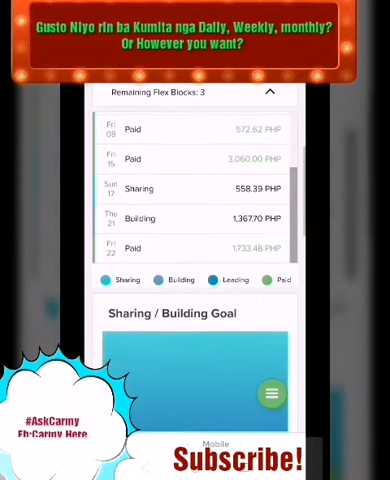 Gusto Niyo rin ba Kumita nga Daily, Weekly, monthly?
Or However you want?
Remaining Flex Blocks: 3
Fri 08 Paid 572.62 PHP
Fri 15 Paid 3,060.00 PHP
Sun 17 Sharing 558.39 PHP
Thu 21 Building 1,367.70 PHP
Fri 22 Paid 1,733.48 PHP
Sharing Building Leading Paid
Sharing / Building Goal
#AskCarmy
Fb:Carmy Here
Mobile
Subscribe!